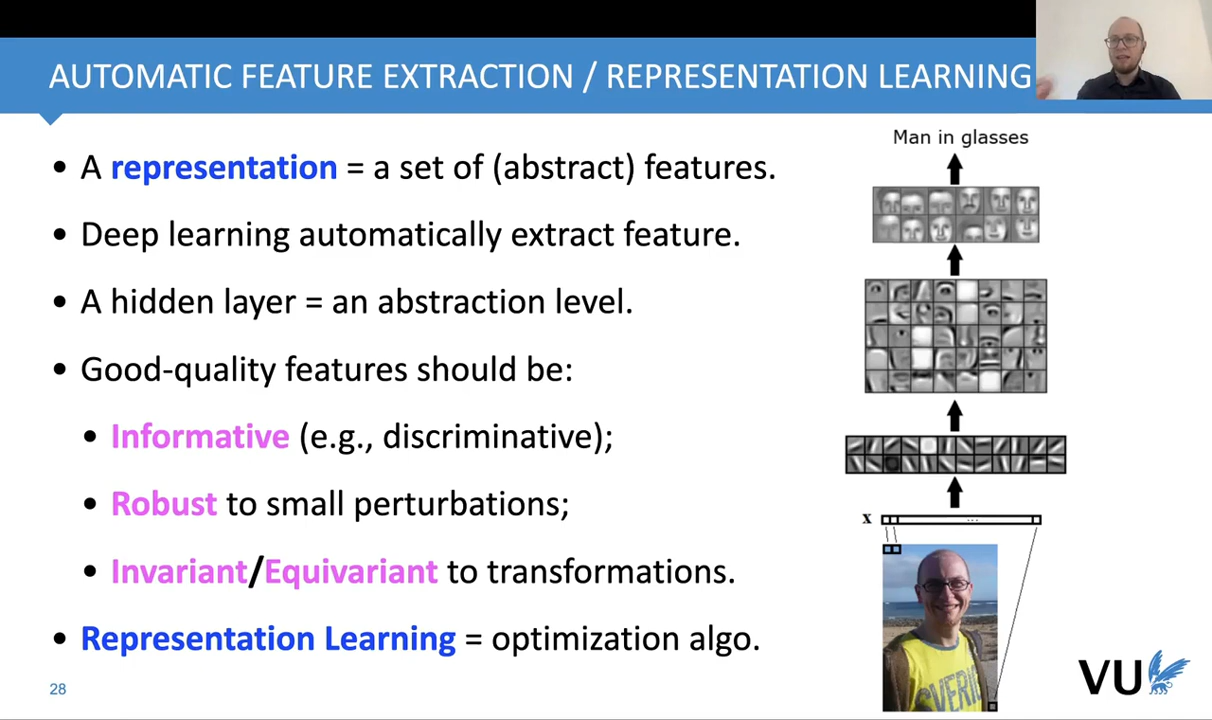 AUTOMATIC FEATURE EXTRACTION / REPRESENTATION LEARNING
• A representation = a set of (abstract) features.
• Deep learning automatically extract feature.
• A hidden layer = an abstraction level.
• Good-quality features should be:
• Informative (e.g., discriminative);
• Robust to small perturbations;
• Invariant/Equivariant to transformations.
• Representation Learning = optimization algo.
28
Man in glasses
x
...
SVERI
VU